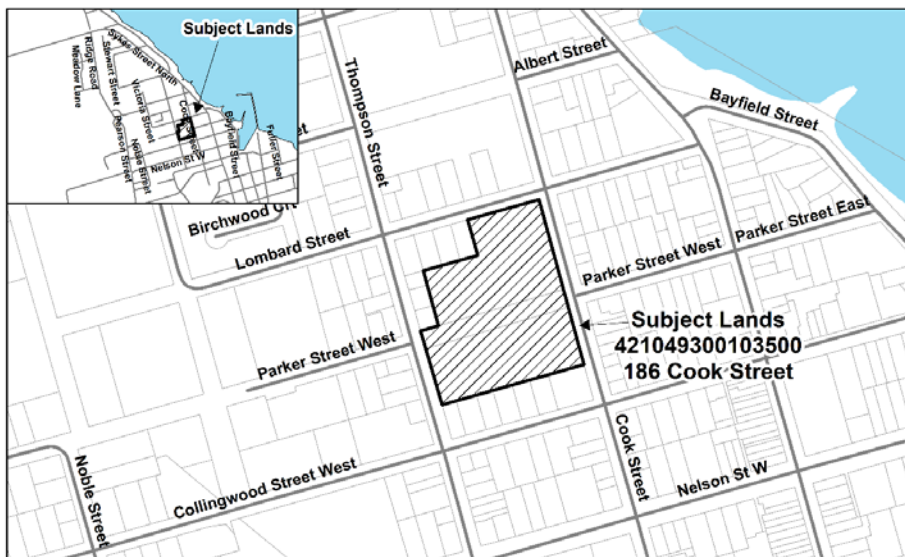 Subject Lands
Ridge Road
Meadow Lane
Stewart Street
Sykes Street North
Victoria Street
Pearson Street
Noble Street
Bayfield Street
Fuller Street
Nelson St W
Thompson Street
Albert Street
Bayfield Street
Birchwood Crt
Lombard Street
Parker Street West
Parker Street East
Parker Street West
Subject Lands
421049300103500
186 Cook Street
Noble Street
Collingwood Street West
Cook Street
Nelson St W